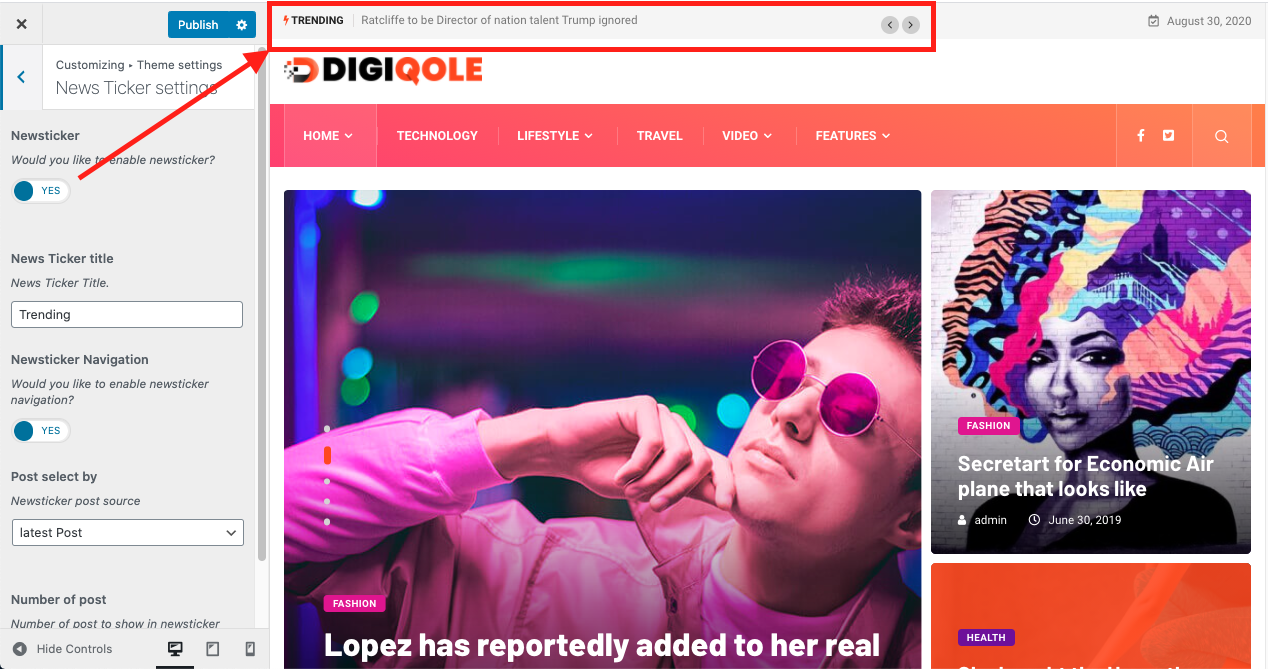 Publish
Customizing ▸ Theme settings
News Ticker settings
Newsticker
Would you like to enable newsticker?
YES
News Ticker title
News Ticker Title.
Trending
Newsticker Navigation
Would you like to enable newsticker
navigation?
YES
Post select by
Newsticker post source
latest Post
Number of post
Number of post to show in newsticker
Hide Controls
TRENDING
Ratcliffe to be Director of nation talent Trump ignored
August 30, 2020
DIGIQOLE
HOME
TECHNOLOGY
LIFESTYLE
TRAVEL
VIDEO
FEATURES
FASHION
Lopez has reportedly added to her real
FASHION
Secretart for Economic Air
plane that looks like
admin
June 30, 2019
HEALTH